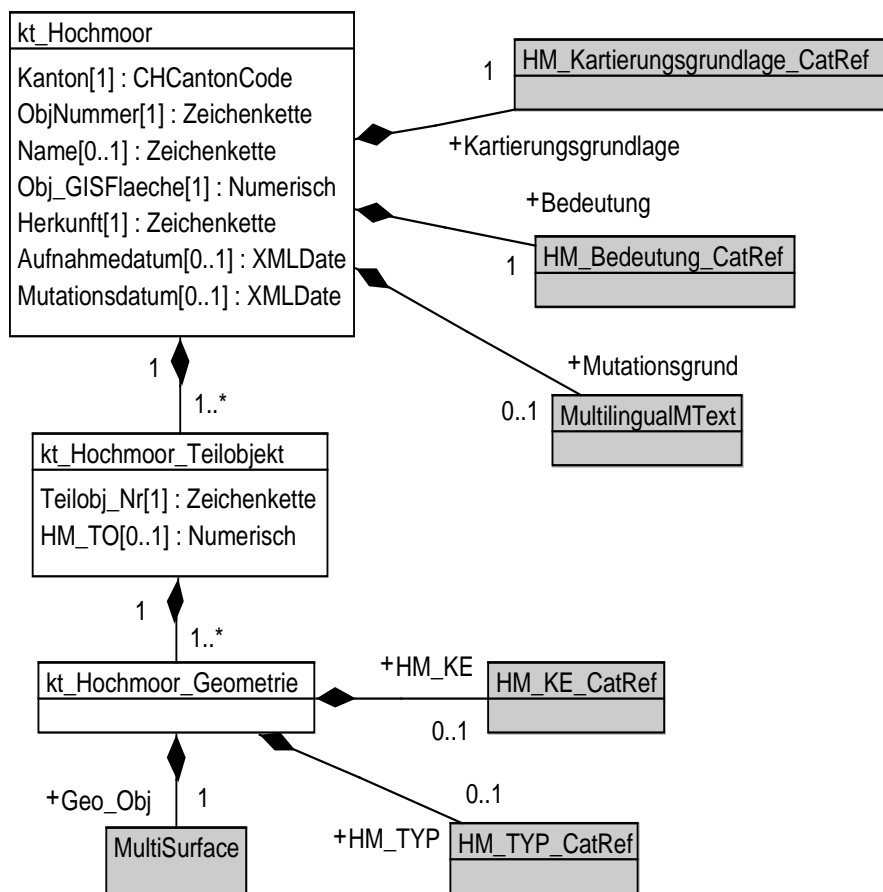 kt_Hochmoor
Kanton[1] : CHCantonCode
ObjNummer[1] : Zeichenkette
Name[0..1] : Zeichenkette
Obj_GISFlaeche[1] : Numerisch
Herkunft[1] : Zeichenkette
Aufnahmedatum[0..1] : XMLDate
Mutationsdatum[0..1] : XMLDate
1
HM_Kartierungsgrundlage_CatRef
+Kartierungsgrundlage
+Bedeutung
1
HM_Bedeutung_CatRef
+Mutationsgrund
0..1
MultilingualMText
1
1..*
kt_Hochmoor_Teilobjekt
Teilobj_Nr[1] : Zeichenkette
HM_TO[0..1] : Numerisch
1
1..*
kt_Hochmoor_Geometrie
+HM_KE
0..1
HM_KE_CatRef
+Geo_Obj
1
MultiSurface
0..1
+HM_TYP
HM_TYP_CatRef